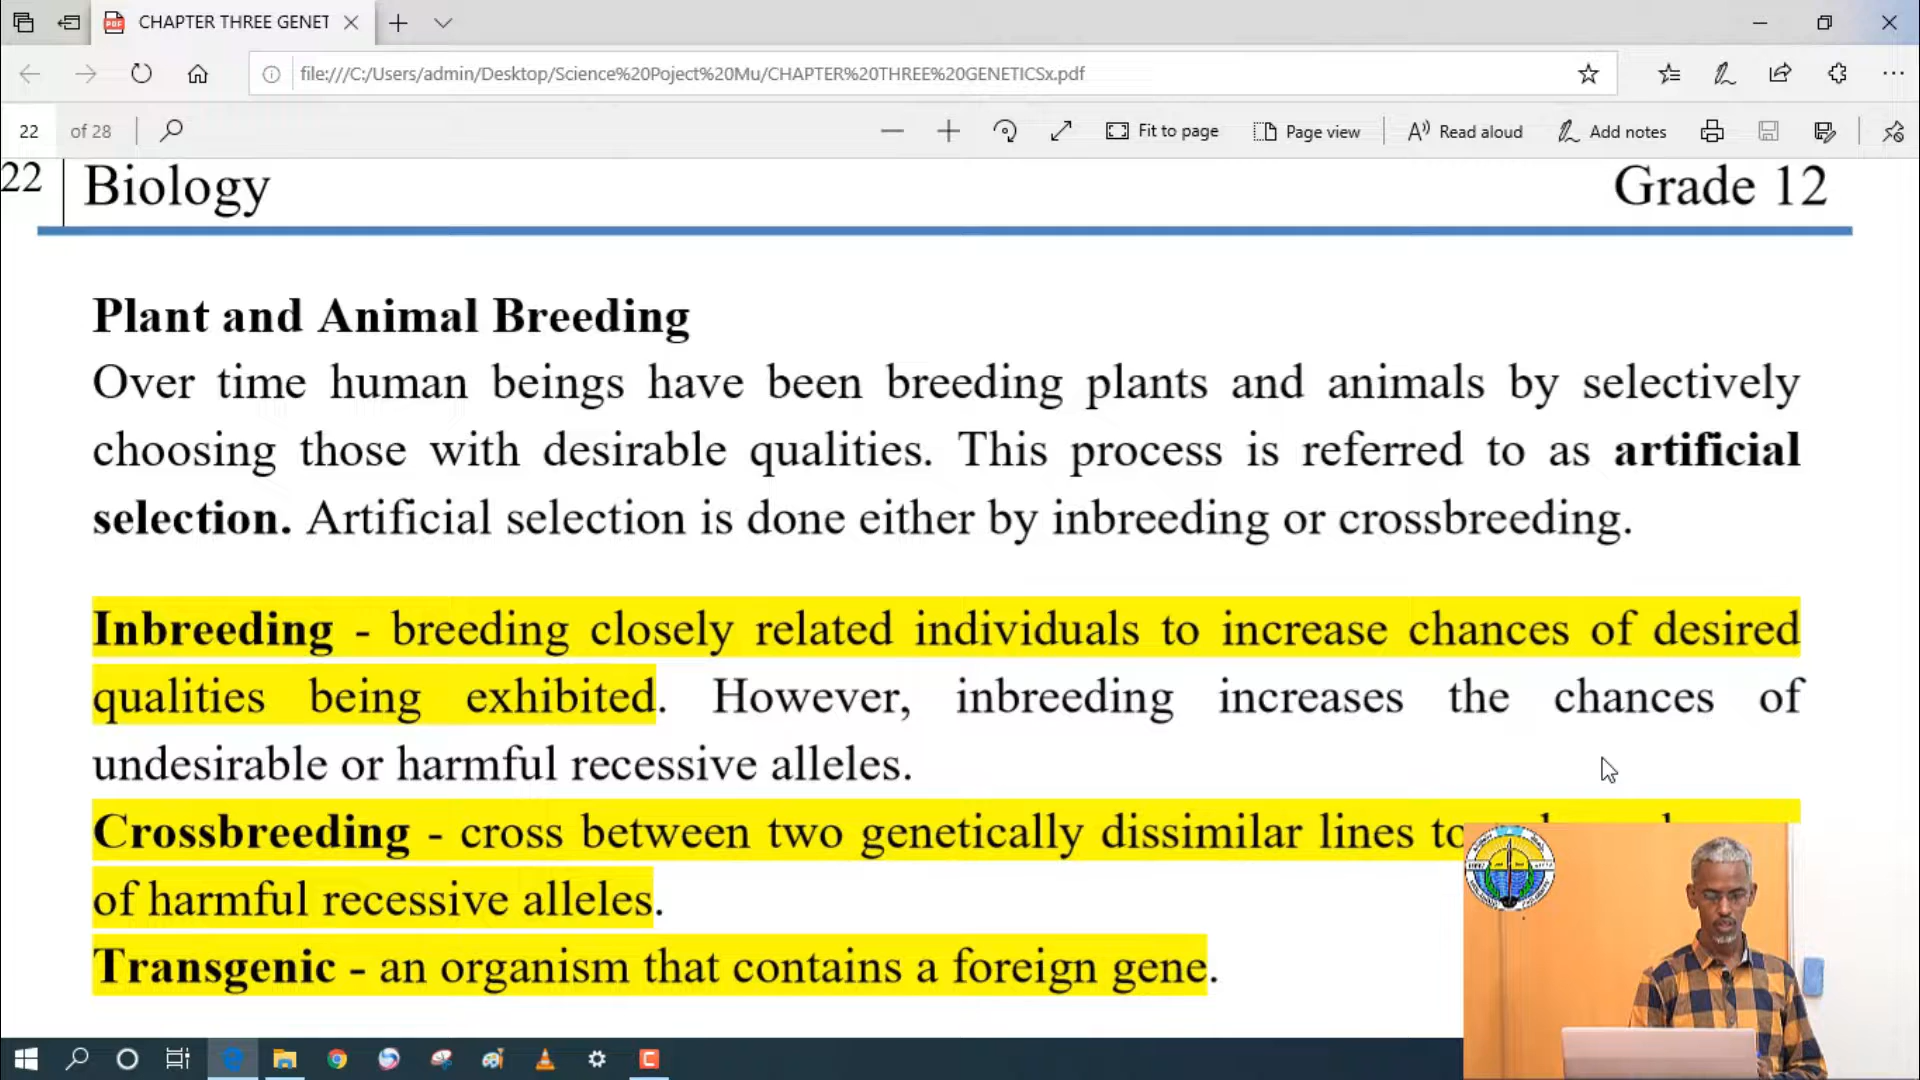 CHAPTER THREE GENET
file:///C:/Users/admin/Desktop/Science%20Poject%20Mu/CHAPTER%20THREE%20GENETICSx.pdf
22 of 28 Fit to page Page view Read aloud Add notes
22 Biology Grade 12
Plant and Animal Breeding
Over time human beings have been breeding plants and animals by selectively
choosing those with desirable qualities. This process is referred to as artificial
selection. Artificial selection is done either by inbreeding or crossbreeding.
Inbreeding - breeding closely related individuals to increase chances of desired
qualities being exhibited. However, inbreeding increases the chances of
undesirable or harmful recessive alleles.
Crossbreeding - cross between two genetically dissimilar lines to
of harmful recessive alleles.
Transgenic - an organism that contains a foreign gene.